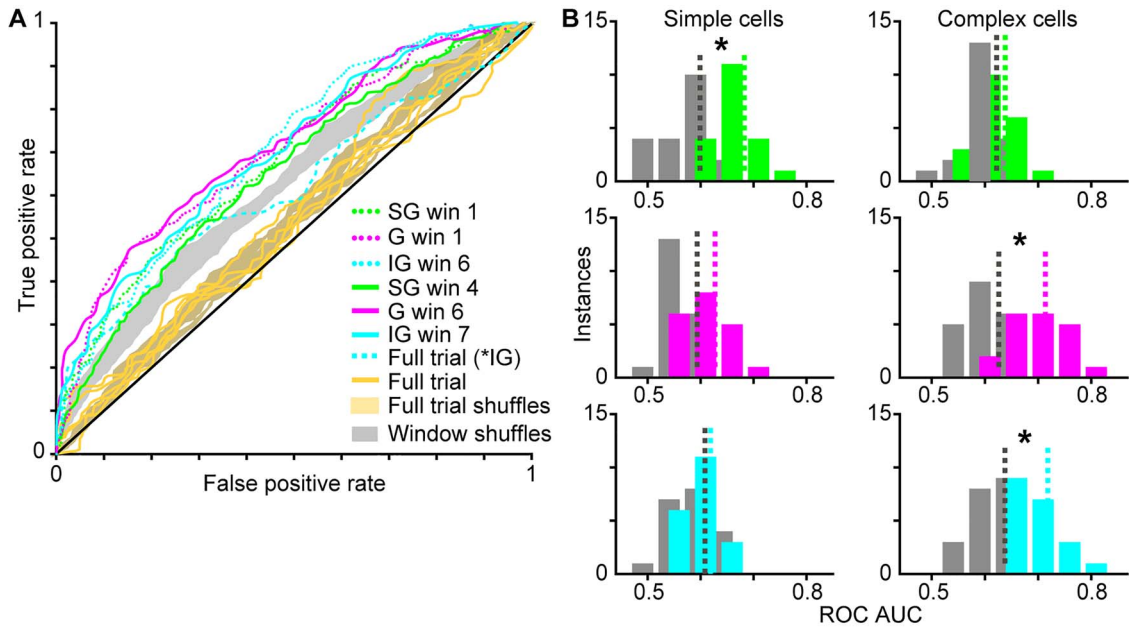 A
1
True positive rate
0
0
False positive rate
1
SG win 1
G win 1
IG win 6
SG win 4
G win 6
IG win 7
Full trial (*IG)
Full trial
Full trial shuffles
Window shuffles
B
Simple cells
Complex cells
15
*
0
0.5
0.8
15
0
0.5
0.8
Instances
15
0
0.5
0.8
15
*
0
0.5
0.8
15
0
0.5
0.8
15
*
0
0.5
0.8
ROC AUC